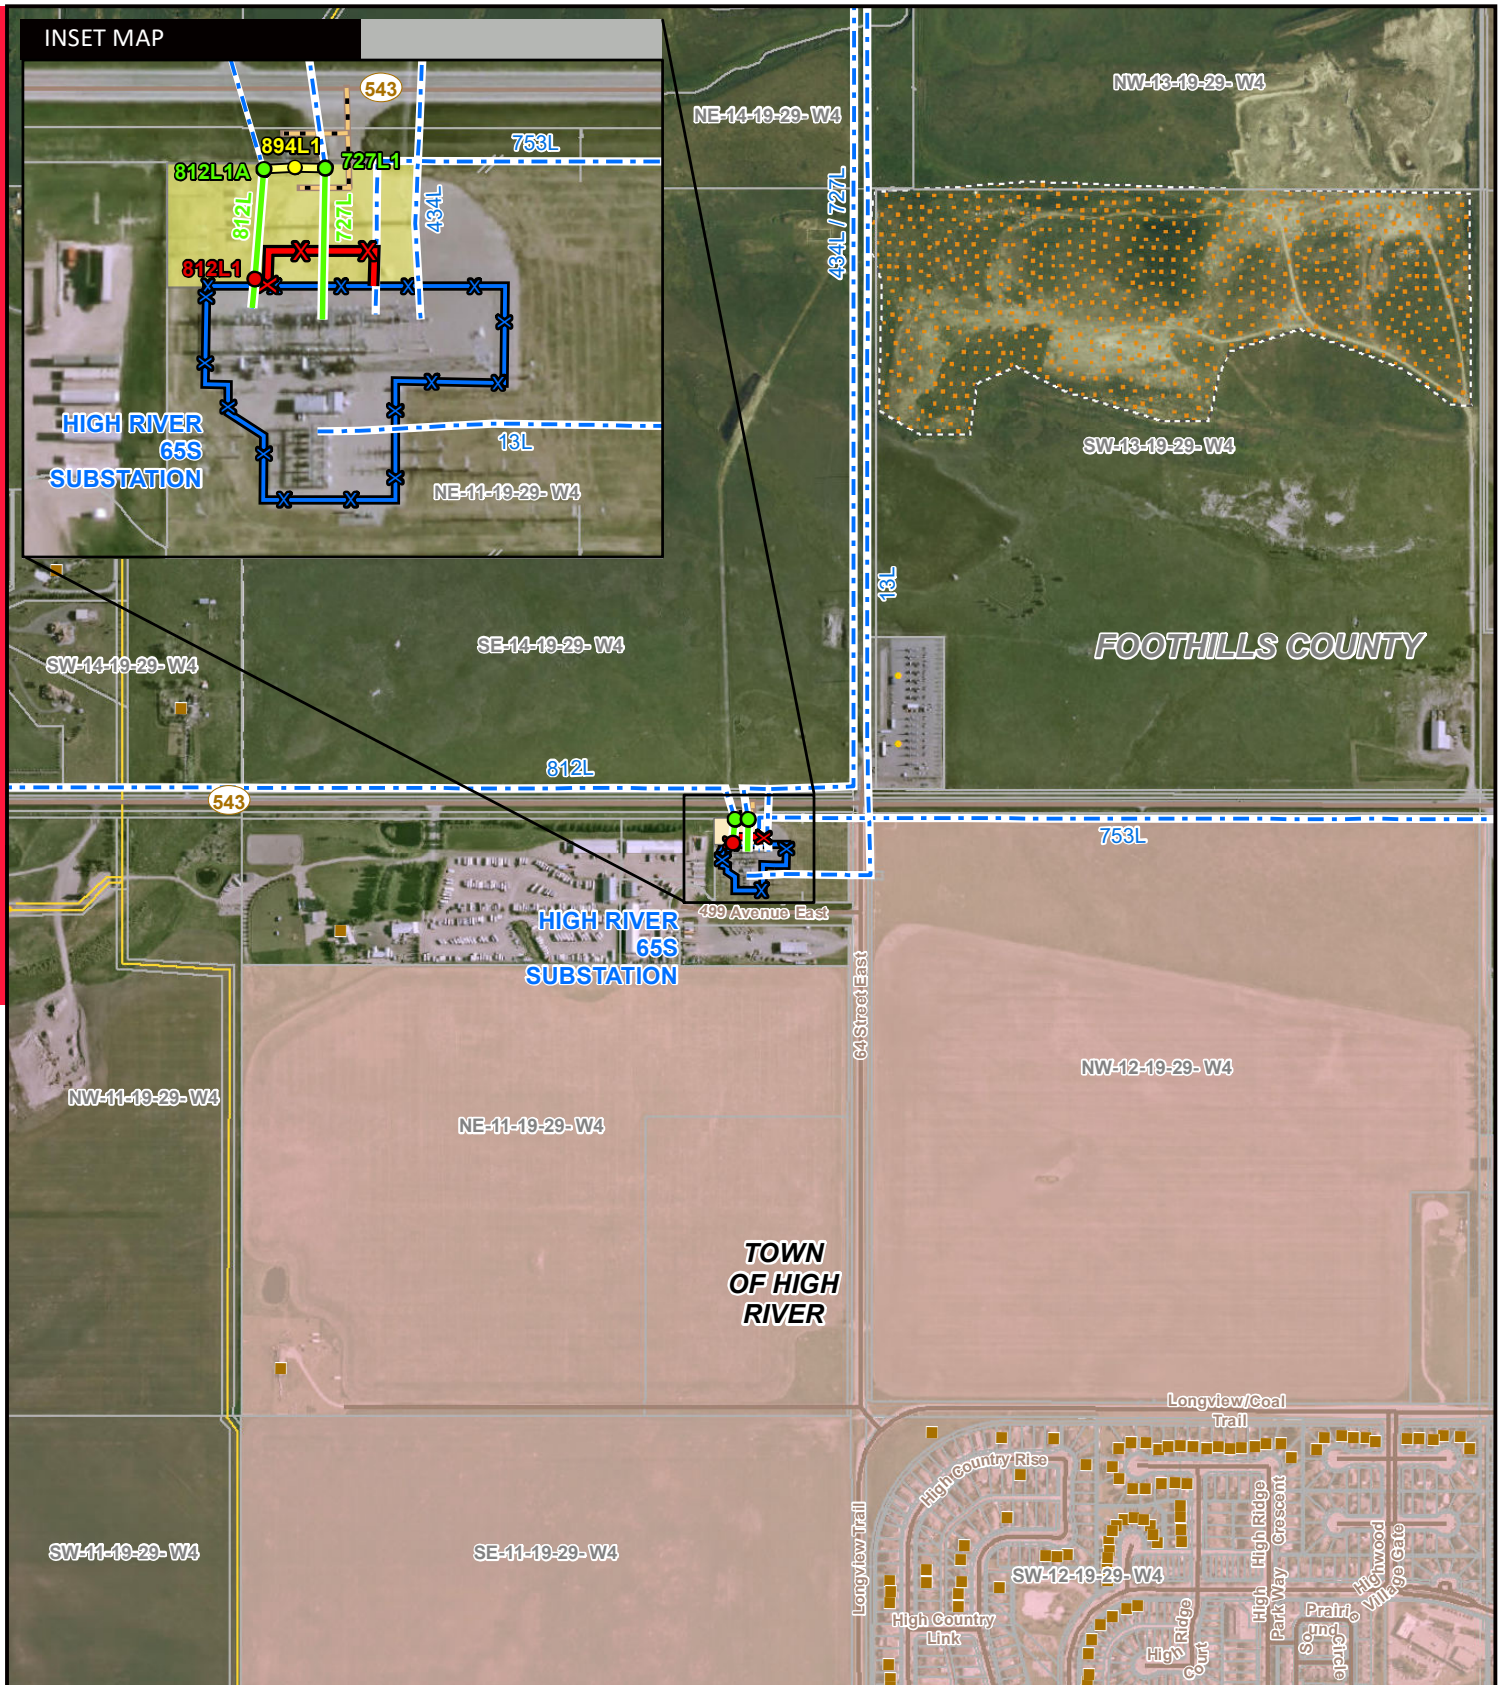 INSET MAP
543
894L1
753L
812L1A
727L1
812L
727L
434L
812L1
HIGH RIVER
65S
SUBSTATION
13L
NE-11-19-29- W4
NW-13-19-29- W4
NE-14-19-29- W4
434L / 727L
SW-13-19-29- W4
13L
FOOTHILLS COUNTY
SE-14-19-29- W4
SW-14-19-29- W4
812L
543
753L
499 Avenue East
HIGH RIVER
65S
SUBSTATION
64 Street East
NW-11-19-29- W4
NE-11-19-29- W4
NW-12-19-29- W4
TOWN
OF HIGH
RIVER
Longview/Coal
Trail
High Country Rise
Longview Trail
High Ridge
Crescent
Highwood
Village Gate
SW-11-19-29- W4
SE-11-19-29- W4
SW-12-19-29- W4
High Country
Link
High
Park Way
High Ridge
Court
Prairie
Sound
Circle